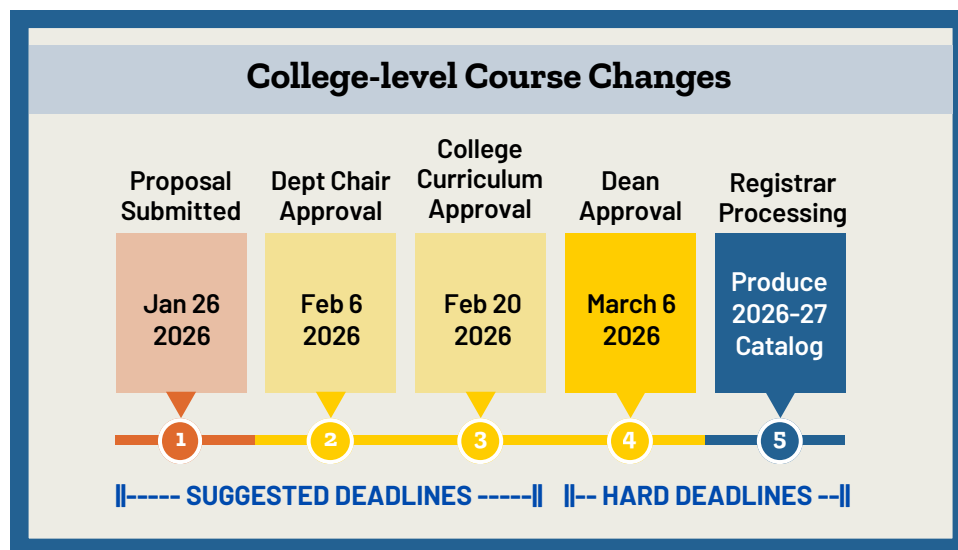 College-level Course Changes
Proposal
Submitted
Dept Chair
Approval
College
Curriculum
Approval
Dean
Approval
Registrar
Processing
Jan 26
2026
Feb 6
2026
Feb 20
2026
March 6
2026
Produce
2026-27
Catalog
1
2
3
4
5
||----- SUGGESTED DEADLINES -----||
||-- HARD DEADLINES --||